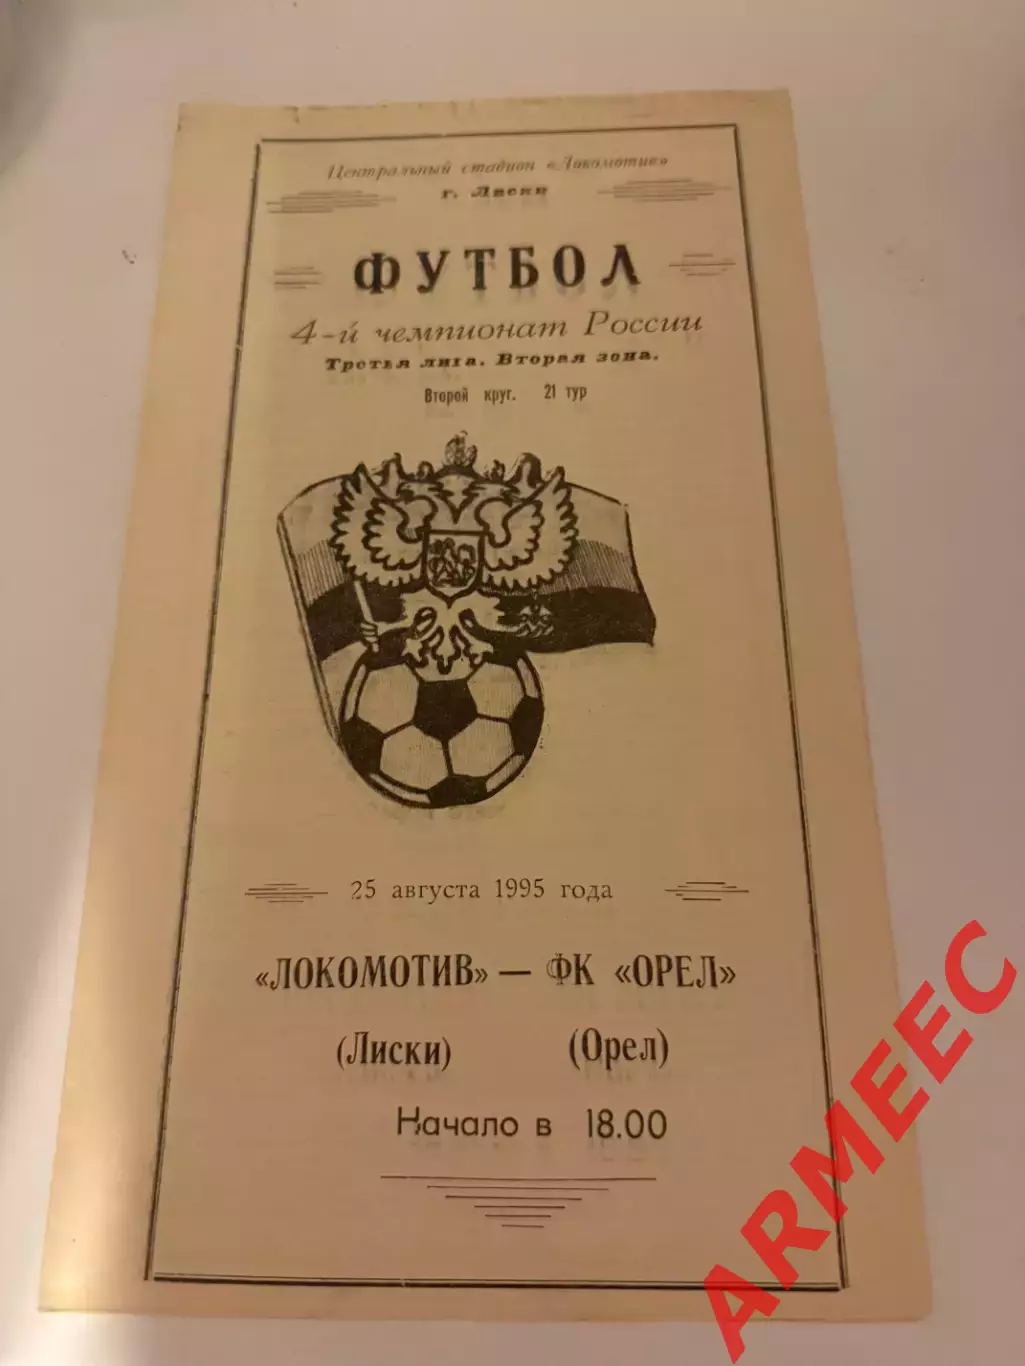 Центральный стадион «Локомотив»
г. Лиски
ФУТБОЛ
4-й чемпионат России
Третья лига. Вторая зона.
Второй круг. 21 тур
25 августа 1995 года
«ЛОКОМОТИВ» — ФК «ОРЕЛ»
(Лиски) (Орел)
Начало в 18.00
ARMEEC